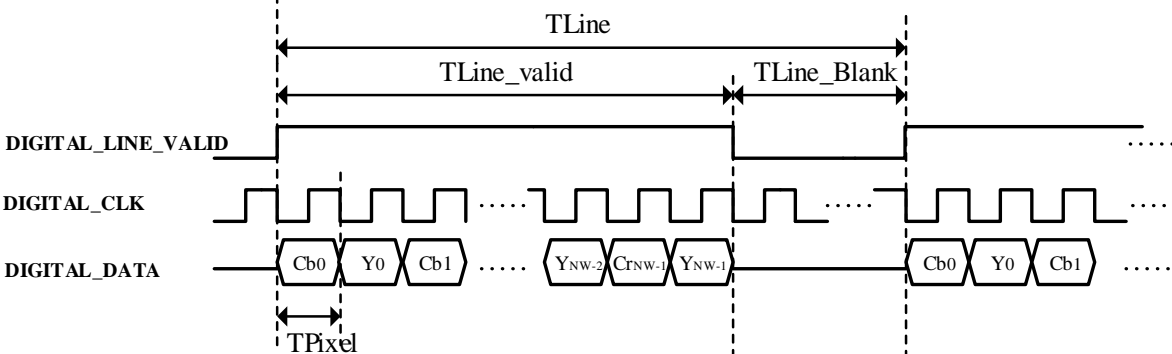 TLine
TLine_valid TLine_Blank
DIGITAL_LINE_VALID ·····
DIGITAL_CLK ····· ····· ·····
DIGITAL_DATA Cb0 Y0 Cb1 ····· YNW-2 CrNW-1 YNW-1 Cb0 Y0 Cb1 ·····
TPixel